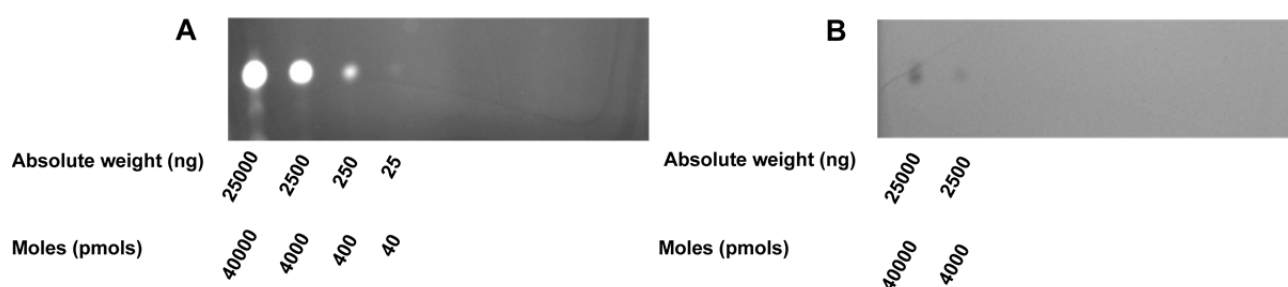 A
B
Absolute weight (ng)
25000 2500 250 25
Absolute weight (ng)
25000 2500
Moles (pmols)
40000 4000 400 40
Moles (pmols)
40000 4000